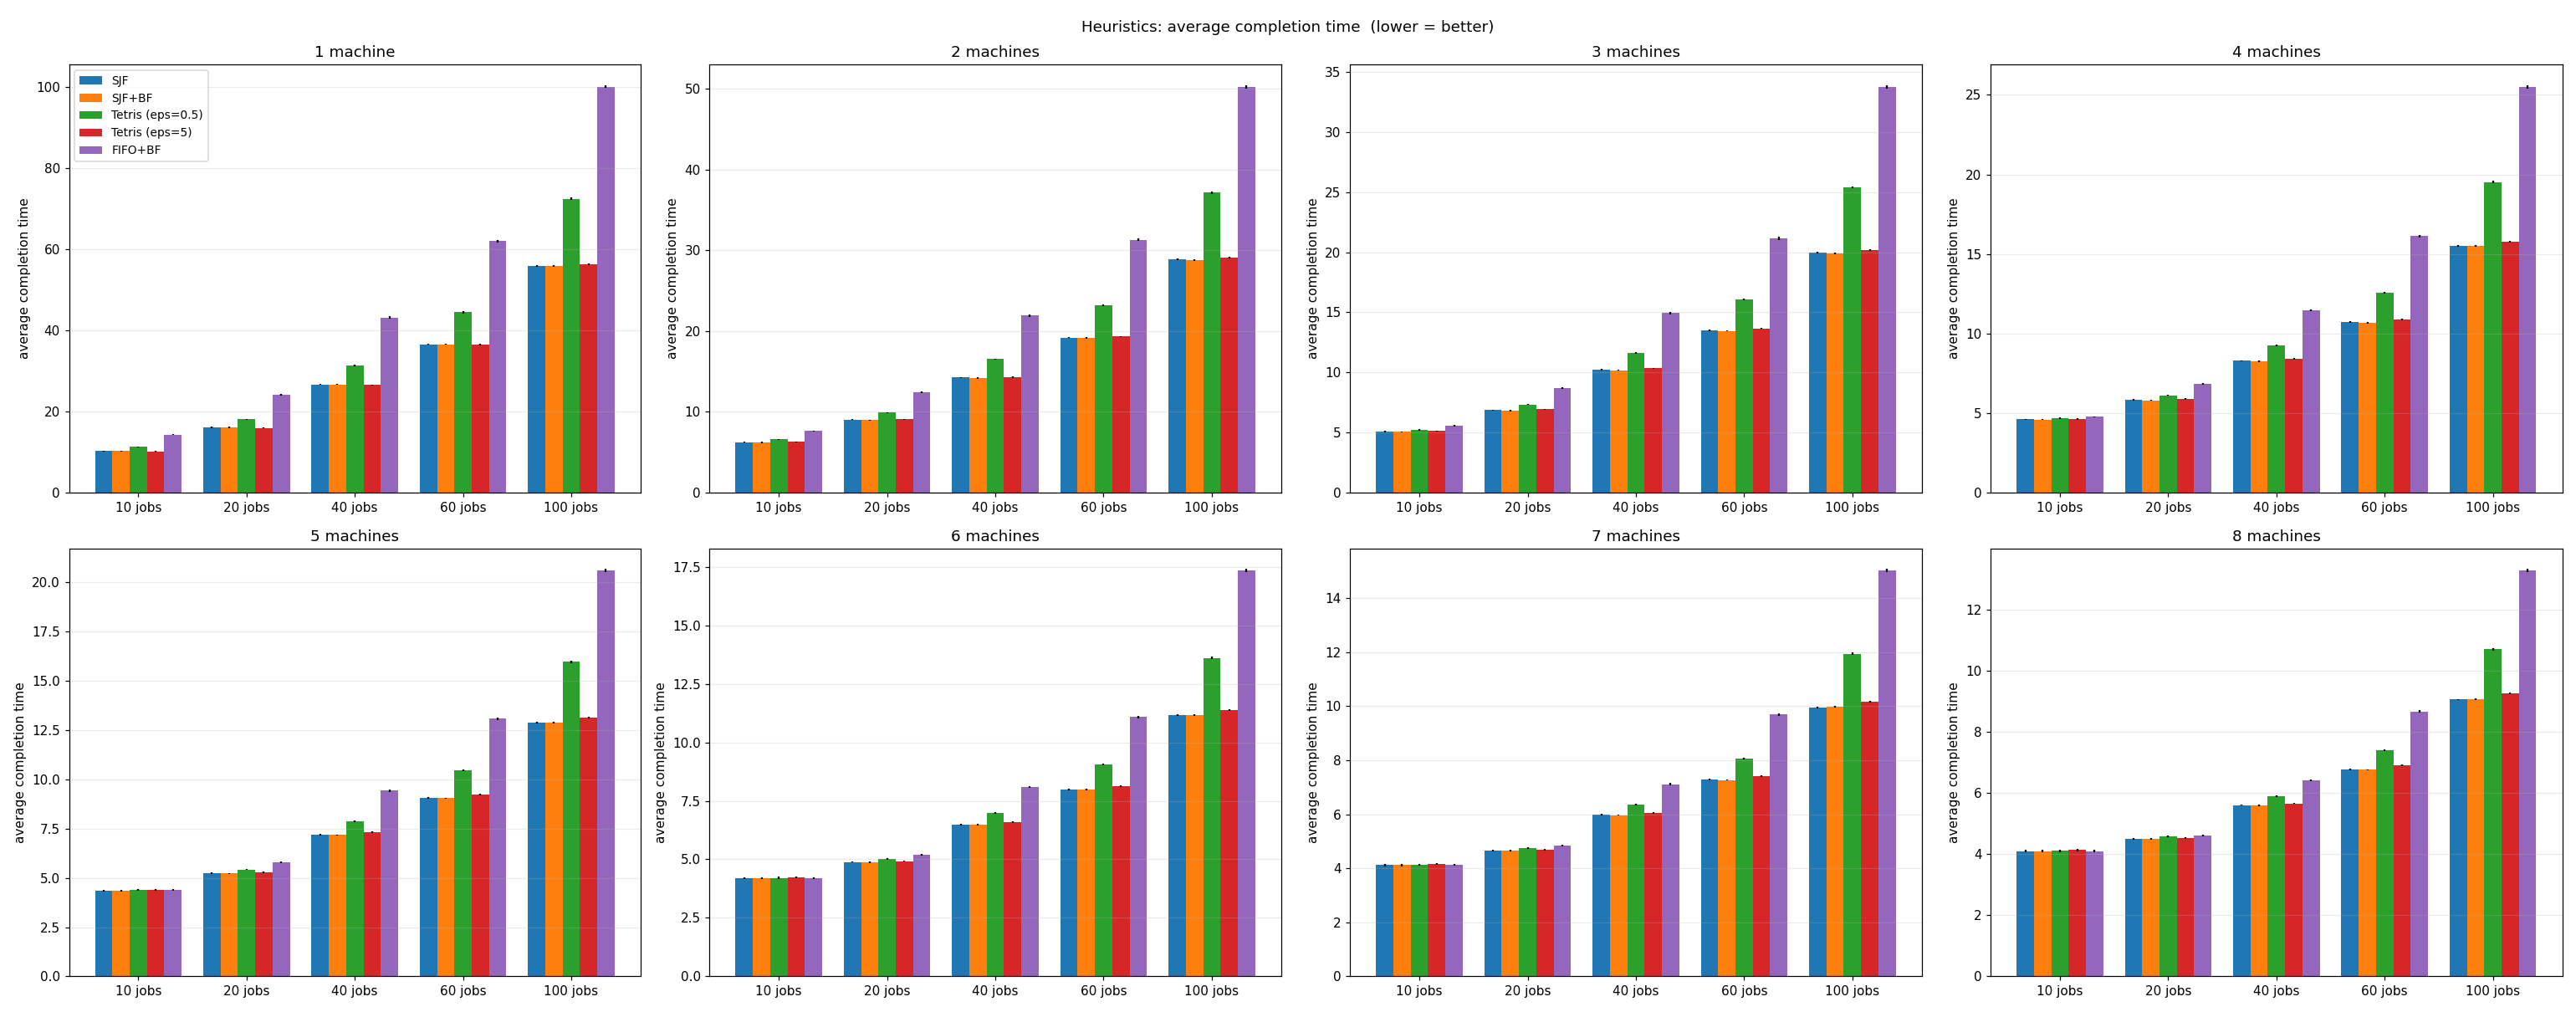 Heuristics: average completion time  (lower = better)
1 machine
SJF
SJF+BF
Tetris (eps=0.5)
Tetris (eps=5)
FIFO+BF
average completion time
100
80
60
40
20
0
10 jobs 20 jobs 40 jobs 60 jobs 100 jobs
2 machines
average completion time
50
40
30
20
10
0
10 jobs 20 jobs 40 jobs 60 jobs 100 jobs
3 machines
average completion time
35
30
25
20
15
10
5
0
10 jobs 20 jobs 40 jobs 60 jobs 100 jobs
4 machines
average completion time
25
20
15
10
5
0
10 jobs 20 jobs 40 jobs 60 jobs 100 jobs
5 machines
average completion time
20.0
17.5
15.0
12.5
10.0
7.5
5.0
2.5
0.0
10 jobs 20 jobs 40 jobs 60 jobs 100 jobs
6 machines
average completion time
17.5
15.0
12.5
10.0
7.5
5.0
2.5
0.0
10 jobs 20 jobs 40 jobs 60 jobs 100 jobs
7 machines
average completion time
14
12
10
8
6
4
2
0
10 jobs 20 jobs 40 jobs 60 jobs 100 jobs
8 machines
average completion time
12
10
8
6
4
2
0
10 jobs 20 jobs 40 jobs 60 jobs 100 jobs